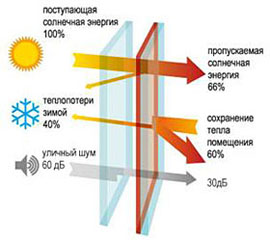 поступающая
солнечная энергия
100%
пропускаемая
солнечная
энергия
66%
теплопотери
зимой
40%
сохранение
тепла
помещения
60%
уличный шум
60 дБ
30дБ